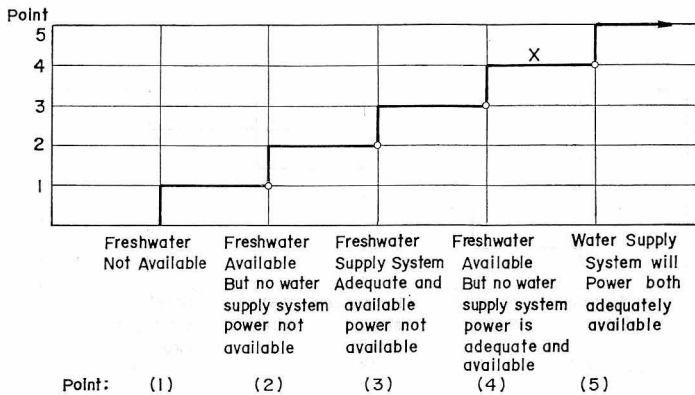 Point
5
4
3
2
1
X
Freshwater
Not Available
Freshwater
Available
But no water
supply system
power not
available
Freshwater
Supply System
Adequate and
available
power not
available
Freshwater
Available
But no water
supply system
power is
adequate and
available
Water Supply
System will
Power both
adequately
available
Point: (1) (2) (3) (4) (5)